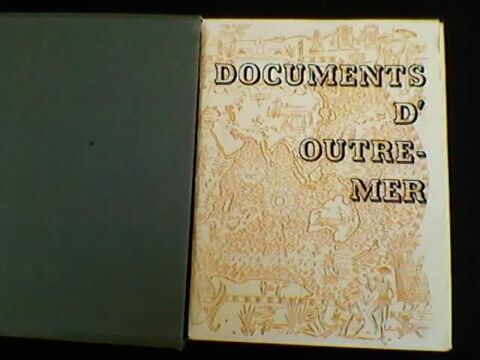 DOCUMENTS
D'
OUTRE-
MER